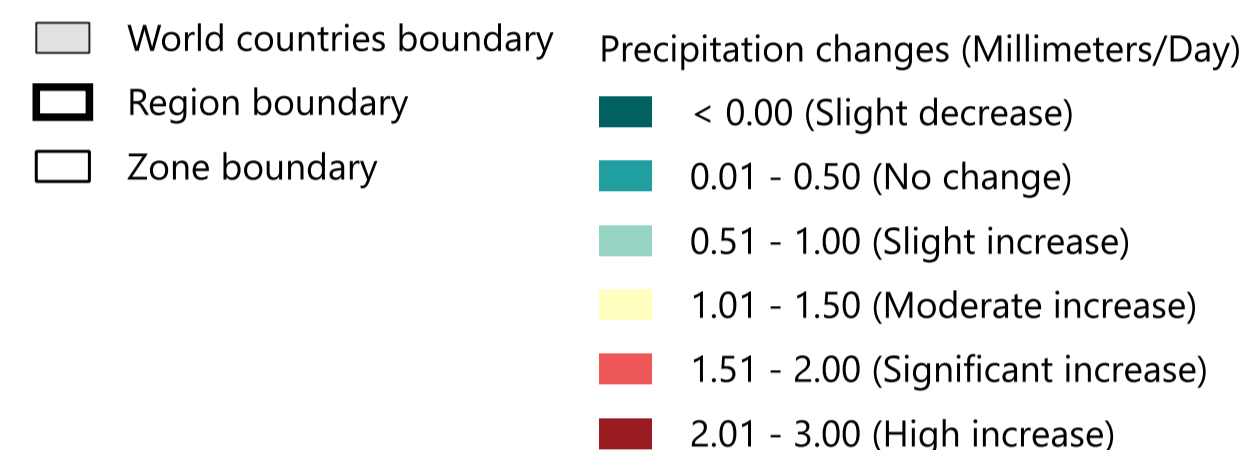 World countries boundary
Region boundary
Zone boundary
Precipitation changes (Millimeters/Day)
< 0.00 (Slight decrease)
0.01 - 0.50 (No change)
0.51 - 1.00 (Slight increase)
1.01 - 1.50 (Moderate increase)
1.51 - 2.00 (Significant increase)
2.01 - 3.00 (High increase)